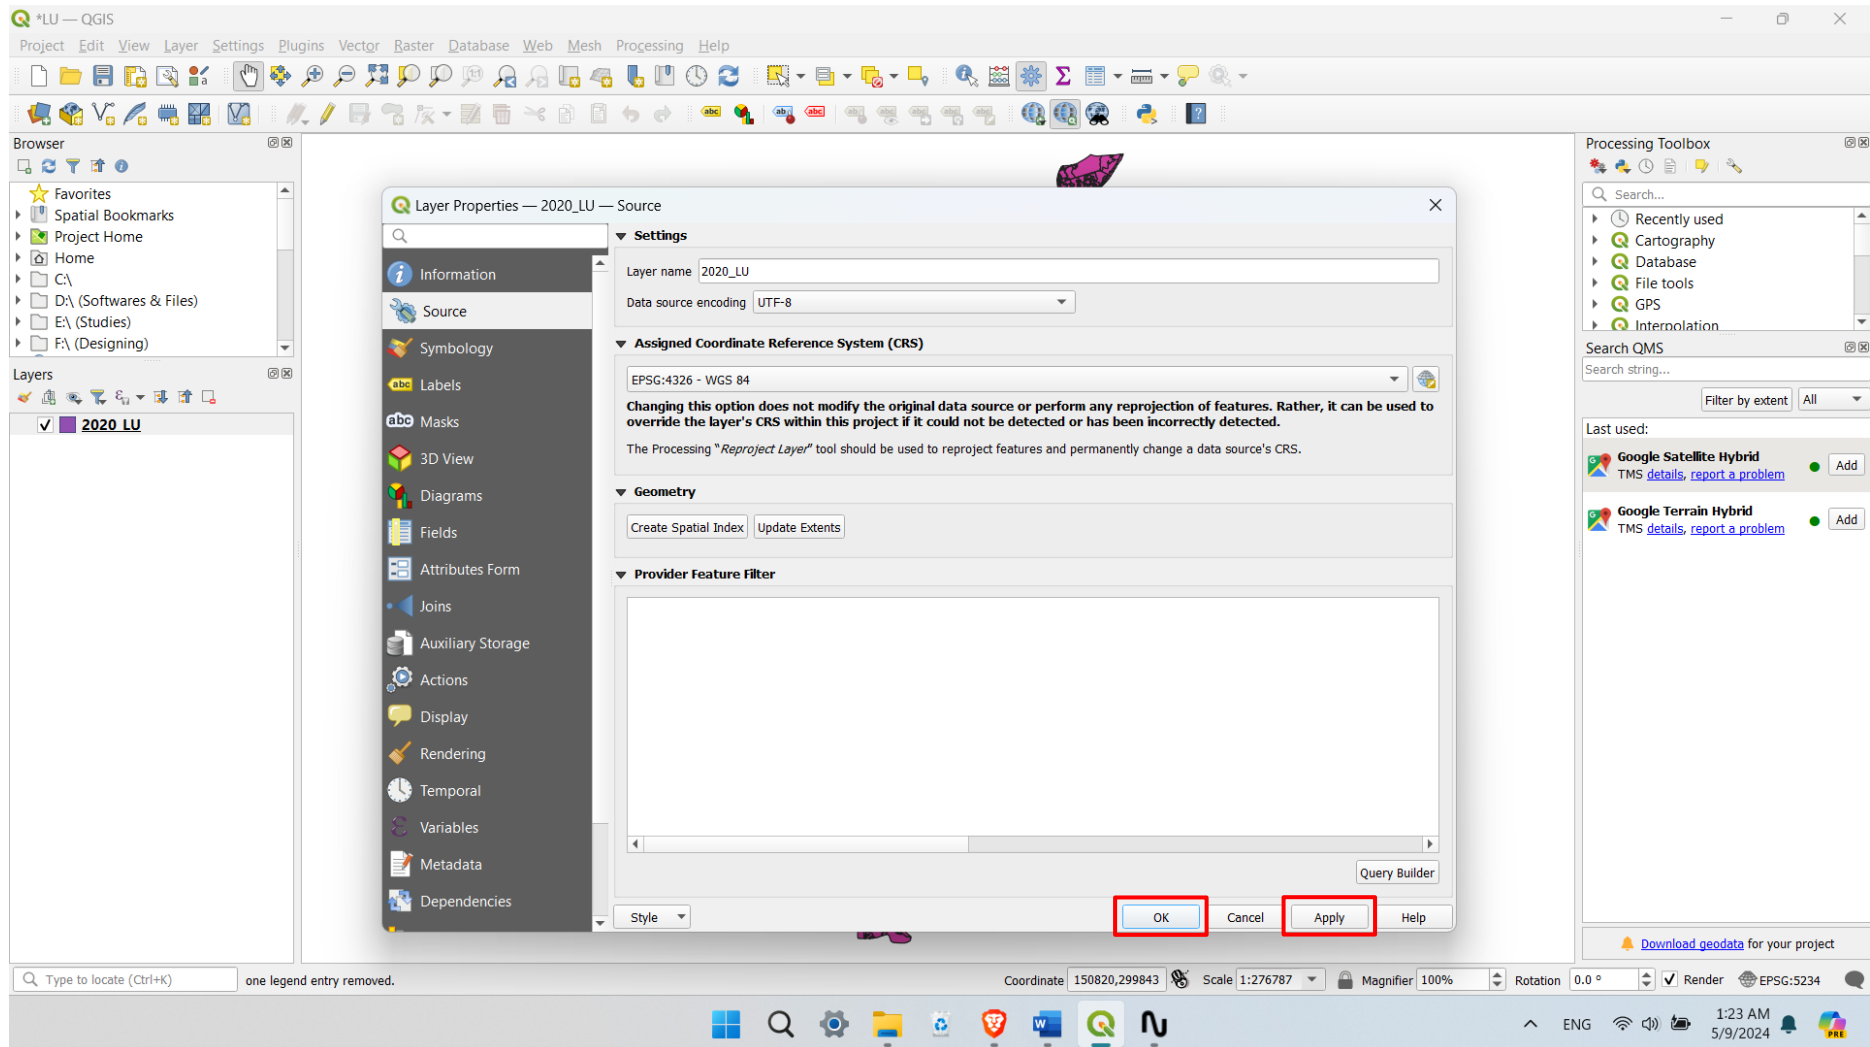 *LU — QGIS
Project Edit View Layer Settings Plugins Vector Raster Database Web Mesh Processing Help
Browser
Favorites
Spatial Bookmarks
Project Home
Home
C:\
D:\ (Softwares & Files)
E:\ (Studies)
F:\ (Designing)
Layers
2020_LU
Layer Properties — 2020_LU — Source
Information
Source
Symbology
abc Labels
abc Masks
3D View
Diagrams
Fields
Attributes Form
Joins
Auxiliary Storage
Actions
Display
Rendering
Temporal
Variables
Metadata
Dependencies
Settings
Layer name 2020_LU
Data source encoding UTF-8
Assigned Coordinate Reference System (CRS)
EPSG:4326 - WGS 84
Changing this option does not modify the original data source or perform any reprojection of features. Rather, it can be used to
override the layer's CRS within this project if it could not be detected or has been incorrectly detected.
The Processing "Reproject Layer" tool should be used to reproject features and permanently change a data source's CRS.
Geometry
Create Spatial Index Update Extents
Provider Feature Filter
Query Builder
Style OK Cancel Apply Help
Processing Toolbox
Search...
Recently used
Cartography
Database
File tools
GPS
Interpolation
Search QMS
Search string...
Filter by extent All
Last used:
Google Satellite Hybrid
TMS details, report a problem
Add
Google Terrain Hybrid
TMS details, report a problem
Add
Download geodata for your project
Type to locate (Ctrl+K) one legend entry removed. Coordinate 150820,299843 Scale 1:276787 Magnifier 100% Rotation 0.0 ° Render EPSG:5234
ENG
1:23 AM
5/9/2024
PRE